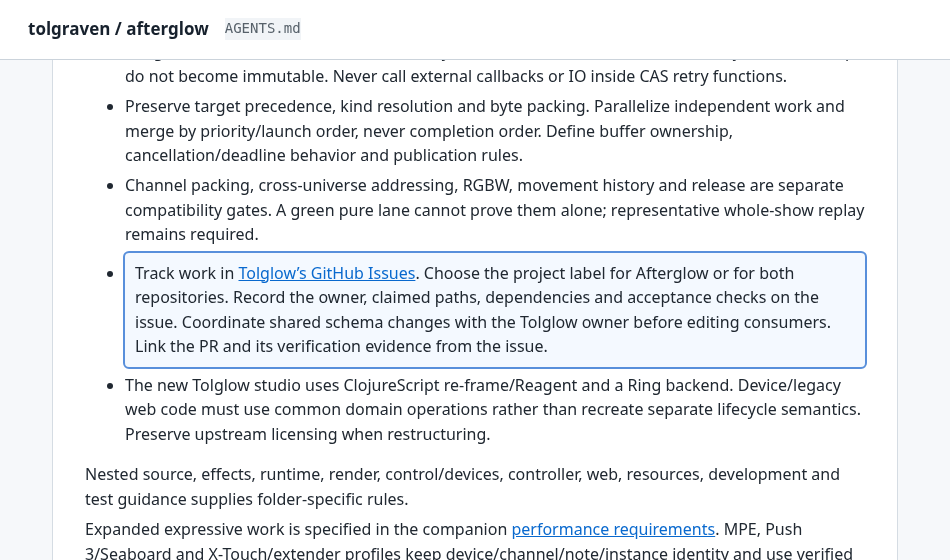 tolgraven / afterglow AGENTS.md
do not become immutable. Never call external callbacks or IO inside CAS retry functions.
Preserve target precedence, kind resolution and byte packing. Parallelize independent work and
merge by priority/launch order, never completion order. Define buffer ownership,
cancellation/deadline behavior and publication rules.
Channel packing, cross-universe addressing, RGBW, movement history and release are separate
compatibility gates. A green pure lane cannot prove them alone; representative whole-show replay
remains required.
Track work in Tolglow’s GitHub Issues. Choose the project label for Afterglow or for both
repositories. Record the owner, claimed paths, dependencies and acceptance checks on the
issue. Coordinate shared schema changes with the Tolglow owner before editing consumers.
Link the PR and its verification evidence from the issue.
The new Tolglow studio uses ClojureScript re-frame/Reagent and a Ring backend. Device/legacy
web code must use common domain operations rather than recreate separate lifecycle semantics.
Preserve upstream licensing when restructuring.
Nested source, effects, runtime, render, control/devices, controller, web, resources, development and
test guidance supplies folder-specific rules.
Expanded expressive work is specified in the companion performance requirements. MPE, Push
3/Seaboard and X-Touch/extender profiles keep device/channel/note/instance identity and use verified